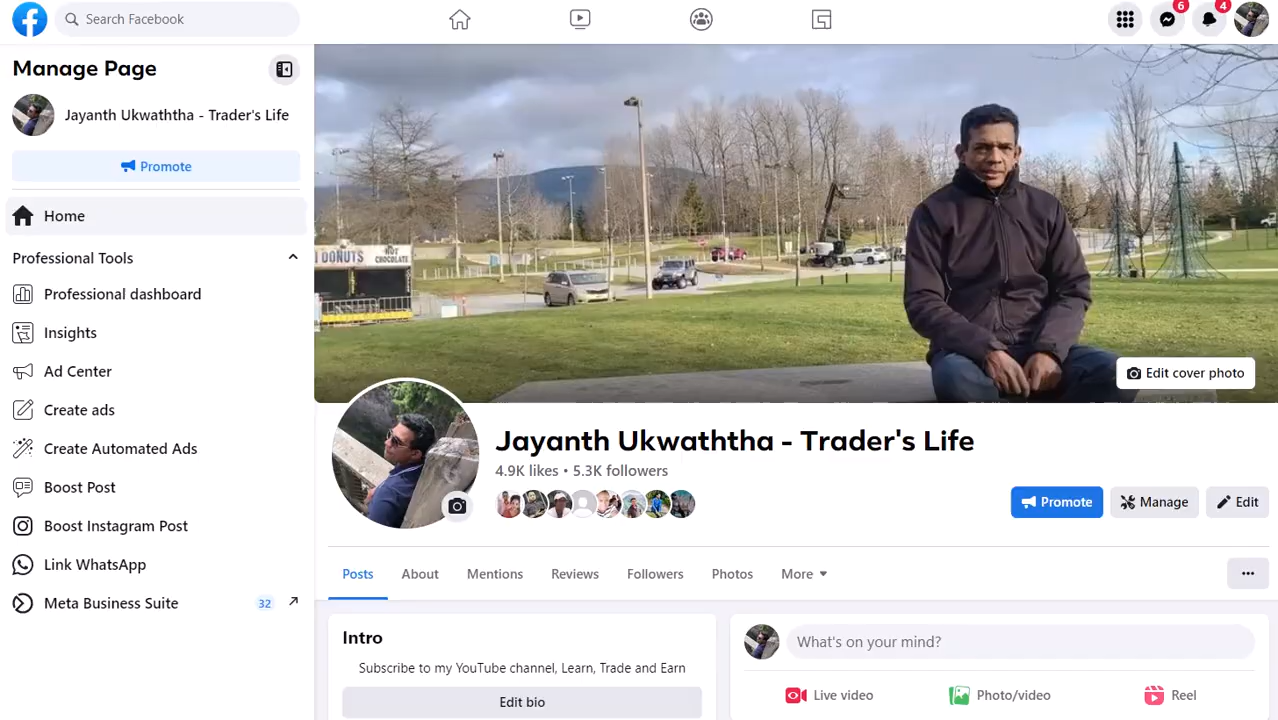 Search Facebook
6
4
Manage Page
Jayanth Ukwaththa - Trader's Life
Promote
Home
Professional Tools
Professional dashboard
Insights
Ad Center
Create ads
Create Automated Ads
Boost Post
Boost Instagram Post
Link WhatsApp
Meta Business Suite 32
DONUTS
HOT
CHOCOLATE
Edit cover photo
Jayanth Ukwaththa - Trader's Life
4.9K likes • 5.3K followers
Promote Manage Edit
Posts About Mentions Reviews Followers Photos More
Intro
Subscribe to my YouTube channel, Learn, Trade and Earn
Edit bio
What's on your mind?
Live video Photo/video Reel